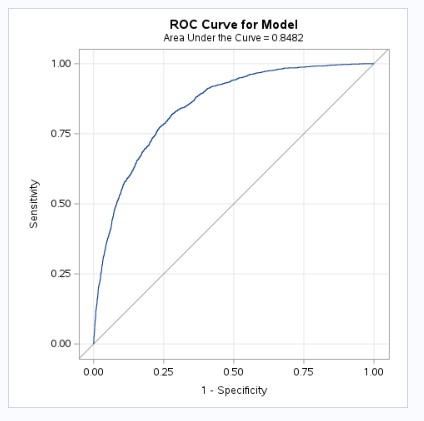 ROC Curve for Model
Area Under the Curve = 0.8482
1.00
0.75
0.50
0.25
0.00
Sensitivity
0.00 0.25 0.50 0.75 1.00
1 - Specificity